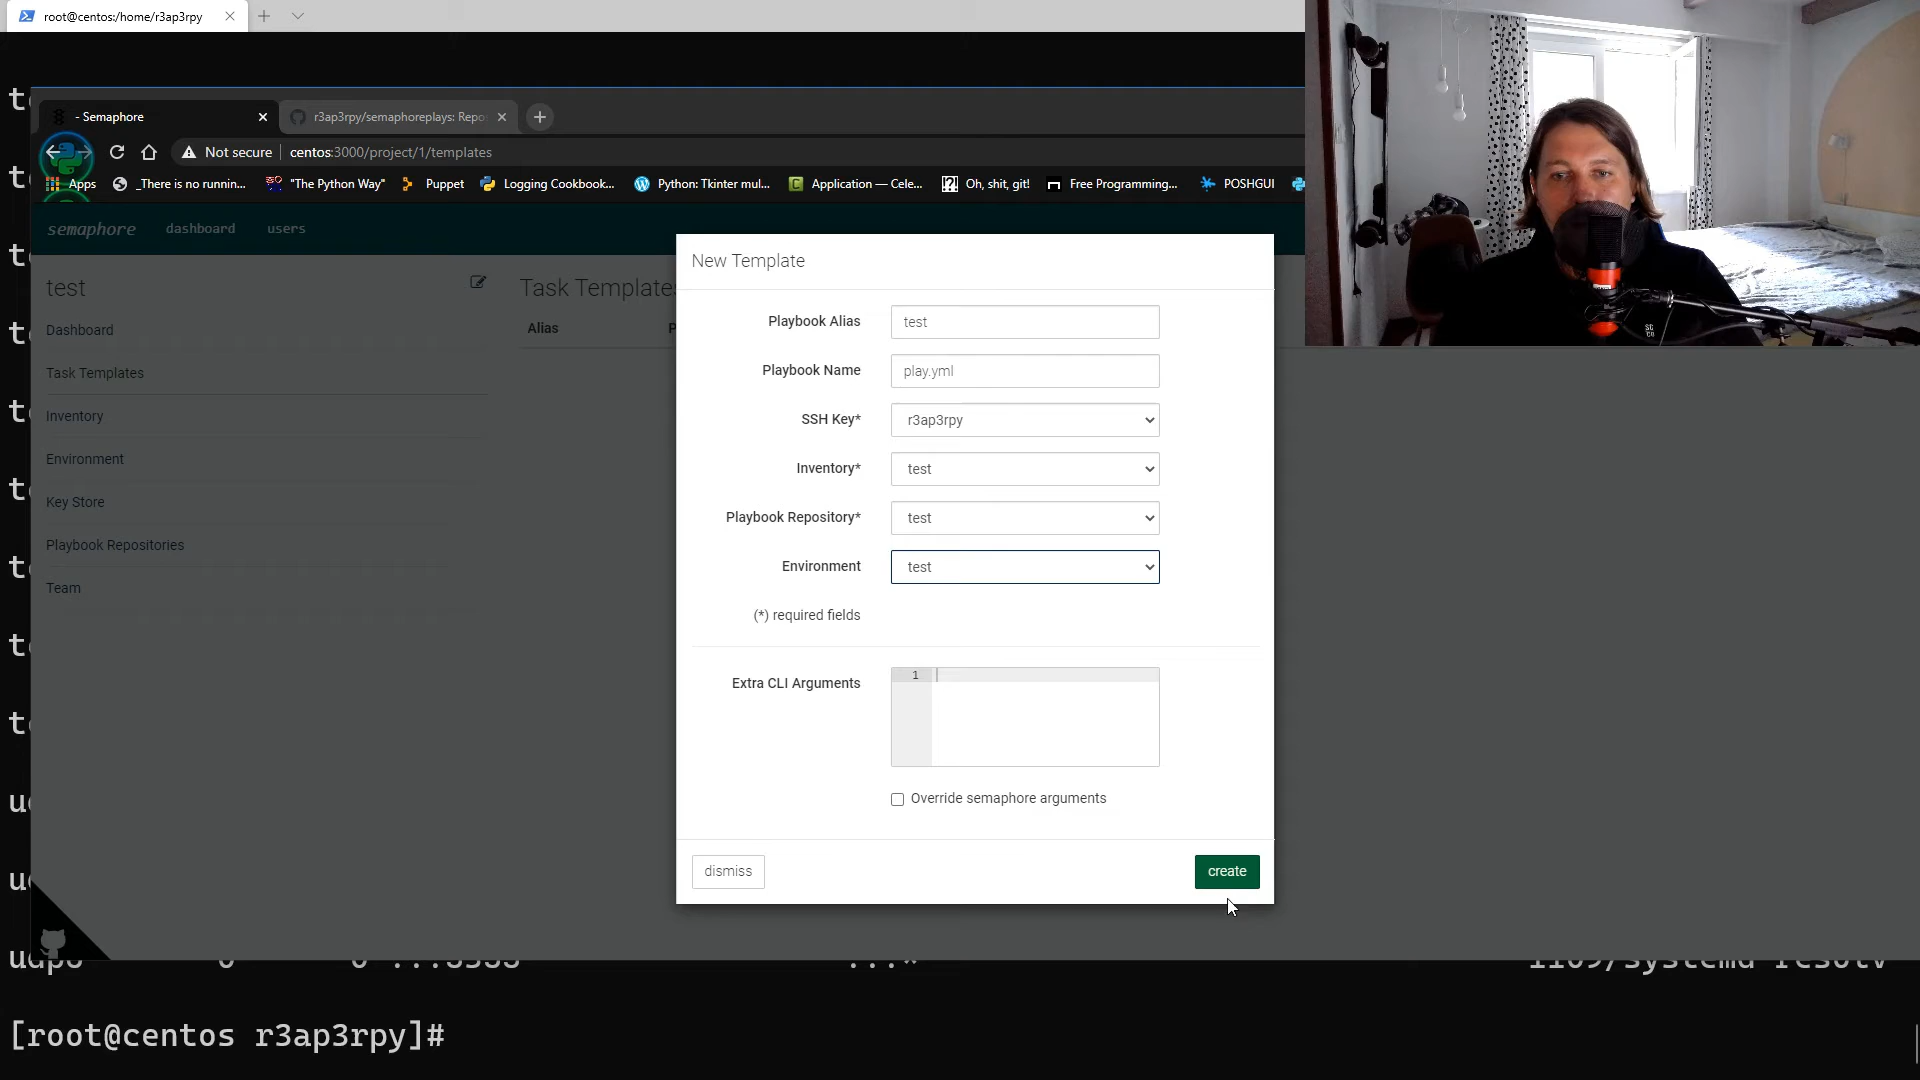 root@centos:/home/r3ap3rpy
- Semaphore
r3ap3rpy/semaphoreplays: Repo
Not secure
centos:3000/project/1/templates
Apps
_There is no runnin...
"The Python Way"
Puppet
Logging Cookbook...
Python: Tkinter mul...
Application — Cele...
Oh, shit, git!
Free Programming...
POSHGUI
semaphore
dashboard
users
test
Dashboard
Task Templates
Inventory
Environment
Key Store
Playbook Repositories
Team
Task Templates
Alias
P
New Template
Playbook Alias
test
Playbook Name
play.yml
SSH Key*
r3ap3rpy
Inventory*
test
Playbook Repository*
test
Environment
test
(*) required fields
Extra CLI Arguments
1
Override semaphore arguments
dismiss
create
[root@centos r3ap3rpy]#